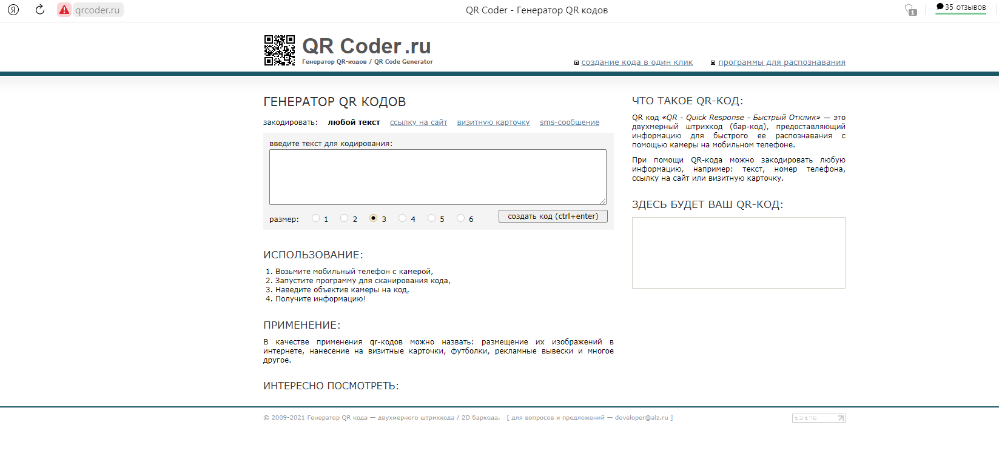 Я
qrcoder.ru
QR Coder - Генератор QR кодов
1
35 отзывов
QR Coder.ru
Генератор QR-кодов / QR Code Generator
создание кода в один клик
программы для распознавания
ГЕНЕРАТОР QR КОДОВ
закодировать: любой текст ссылку на сайт визитную карточку sms-сообщение
введите текст для кодирования:
размер: 1 2 3 4 5 6
создать код (ctrl+enter)
ИСПОЛЬЗОВАНИЕ:
1. Возьмите мобильный телефон с камерой,
2. Запустите программу для сканирования кода,
3. Наведите объектив камеры на код,
4. Получите информацию!
ПРИМЕНЕНИЕ:
В качестве применения qr-кодов можно назвать: размещение их изображений в
интернете, нанесение на визитные карточки, футболки, рекламные вывески и многое
другое.
ИНТЕРЕСНО ПОСМОТРЕТЬ:
ЧТО ТАКОЕ QR-КОД:
QR код «QR - Quick Response - Быстрый Отклик» — это
двухмерный штрихкод (бар-код), предоставляющий
информацию для быстрого ее распознавания с
помощью камеры на мобильном телефоне.
При помощи QR-кода можно закодировать любую
информацию, например: текст, номер телефона,
ссылку на сайт или визитную карточку.
ЗДЕСЬ БУДЕТ ВАШ QR-КОД:
© 2009-2021 Генератор QR кода — двухмерного штрихкода / 2D баркода. [ для вопросов и предложений — developer@alz.ru ]
13176